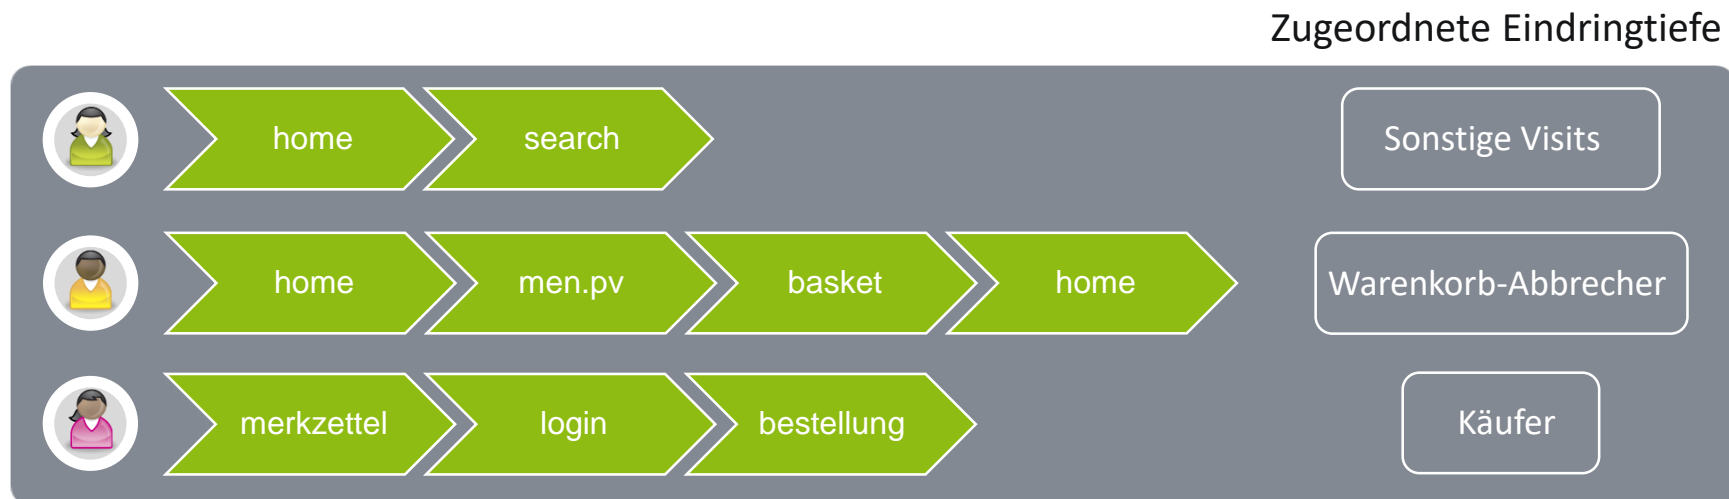 Zugeordnete Eindringtiefe
home search Sonstige Visits
home men.pv basket home Warenkorb-Abbrecher
merkzettel login bestellung Käufer